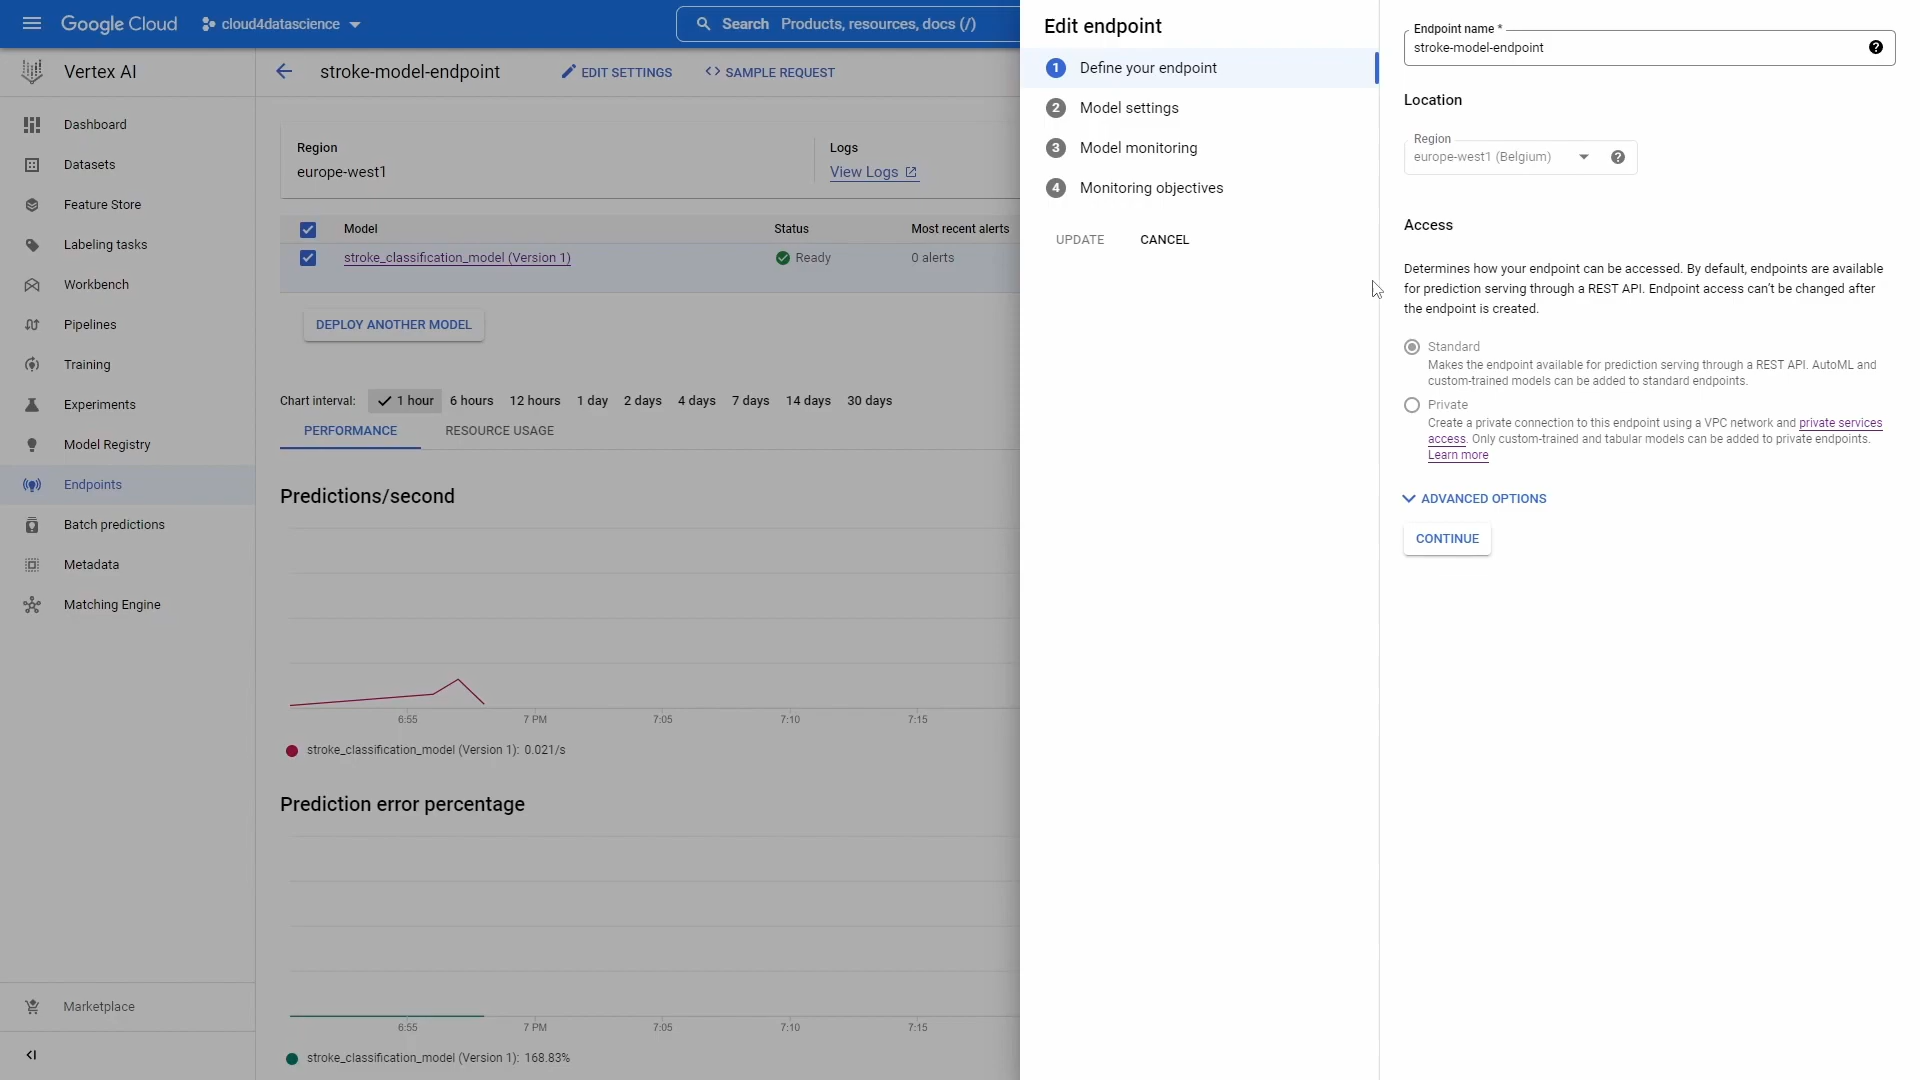 Google Cloud
cloud4datascience
Search Products, resources, docs (/)
Vertex AI
Dashboard
Datasets
Feature Store
Labeling tasks
Workbench
Pipelines
Training
Experiments
Model Registry
Endpoints
Batch predictions
Metadata
Matching Engine
Marketplace
stroke-model-endpoint
EDIT SETTINGS
SAMPLE REQUEST
Region
europe-west1
Logs
View Logs
Model Status Most recent alerts
stroke_classification_model (Version 1) Ready 0 alerts
DEPLOY ANOTHER MODEL
Chart interval: 1 hour 6 hours 12 hours 1 day 2 days 4 days 7 days 14 days 30 days
PERFORMANCE RESOURCE USAGE
Predictions/second
6:55 7 PM 7:05 7:10 7:15
stroke_classification_model (Version 1): 0.021/s
Prediction error percentage
6:55 7 PM 7:05 7:10 7:15
stroke_classification_model (Version 1): 168.83%
Edit endpoint
1 Define your endpoint
2 Model settings
3 Model monitoring
4 Monitoring objectives
UPDATE CANCEL
Endpoint name *
stroke-model-endpoint
Location
Region
europe-west1 (Belgium)
Access
Determines how your endpoint can be accessed. By default, endpoints are available
for prediction serving through a REST API. Endpoint access can't be changed after
the endpoint is created.
Standard
Makes the endpoint available for prediction serving through a REST API. AutoML and
custom-trained models can be added to standard endpoints.
Private
Create a private connection to this endpoint using a VPC network and private services
access. Only custom-trained and tabular models can be added to private endpoints.
Learn more
ADVANCED OPTIONS
CONTINUE